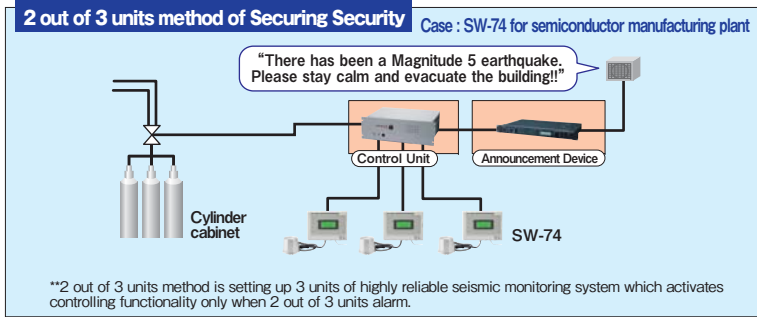 2 out of 3 units method of Securing Security
Case : SW-74 for semiconductor manufacturing plant
“There has been a Magnitude 5 earthquake.
Please stay calm and evacuate the building!!”
Control Unit
Announcement Device
Cylinder
cabinet
SW-74
**2 out of 3 units method is setting up 3 units of highly reliable seismic monitoring system which activates
controlling functionality only when 2 out of 3 units alarm.